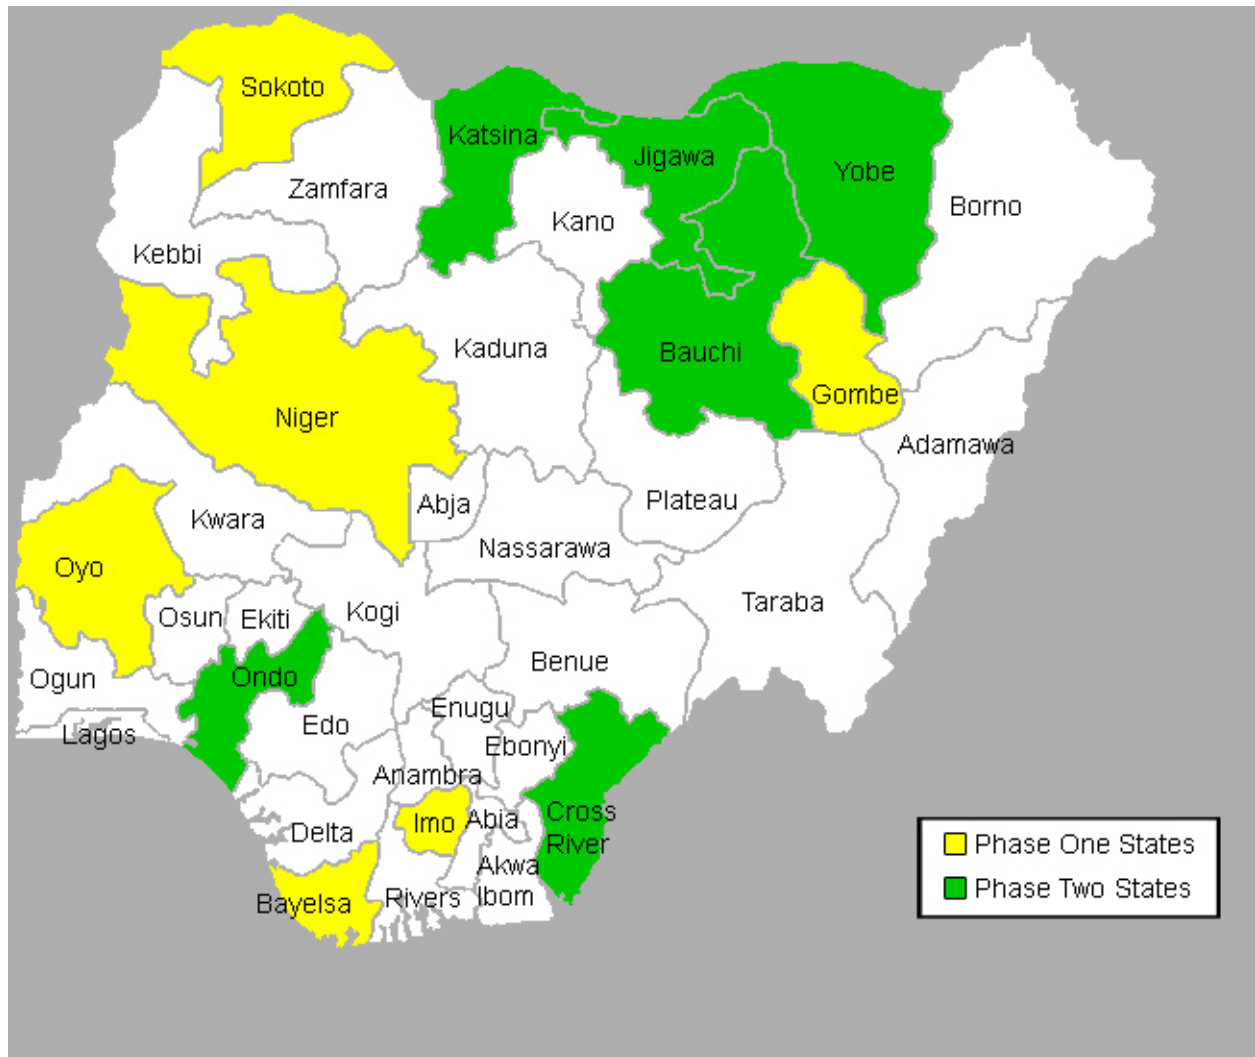 Sokoto
Katsina
Jigawa
Yobe
Zamfara
Borno
Kano
Kebbi
Kaduna
Bauchi
Gombe
Niger
Adamawa
Abja
Plateau
Kwara
Nassarawa
Oyo
Taraba
Osun
Ekiti
Kogi
Benue
Ogun
Ondo
Enugu
Edo
Lagos
Ebonyi
Anambra
Imo
Abia
Cross
River
Delta
Akwa
Ibom
Bayelsa
Rivers
Phase One States
Phase Two States